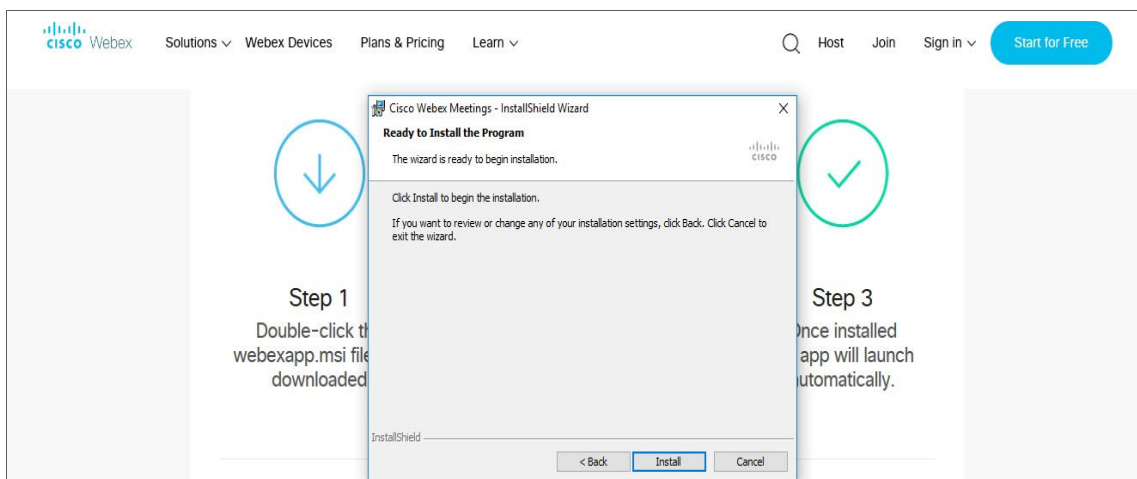 CISCO Webex
Solutions Webex Devices Plans & Pricing Learn Host Join Sign in Start for Free
Cisco Webex Meetings - InstallShield Wizard
Ready to Install the Program
The wizard is ready to begin installation.
CISCO
Click Install to begin the installation.
If you want to review or change any of your installation settings, click Back. Click Cancel to
exit the wizard.
InstallShield
< Back Install Cancel
Step 1
Double-click
webexapp.msi
downloaded
Step 3
installed
app will launch